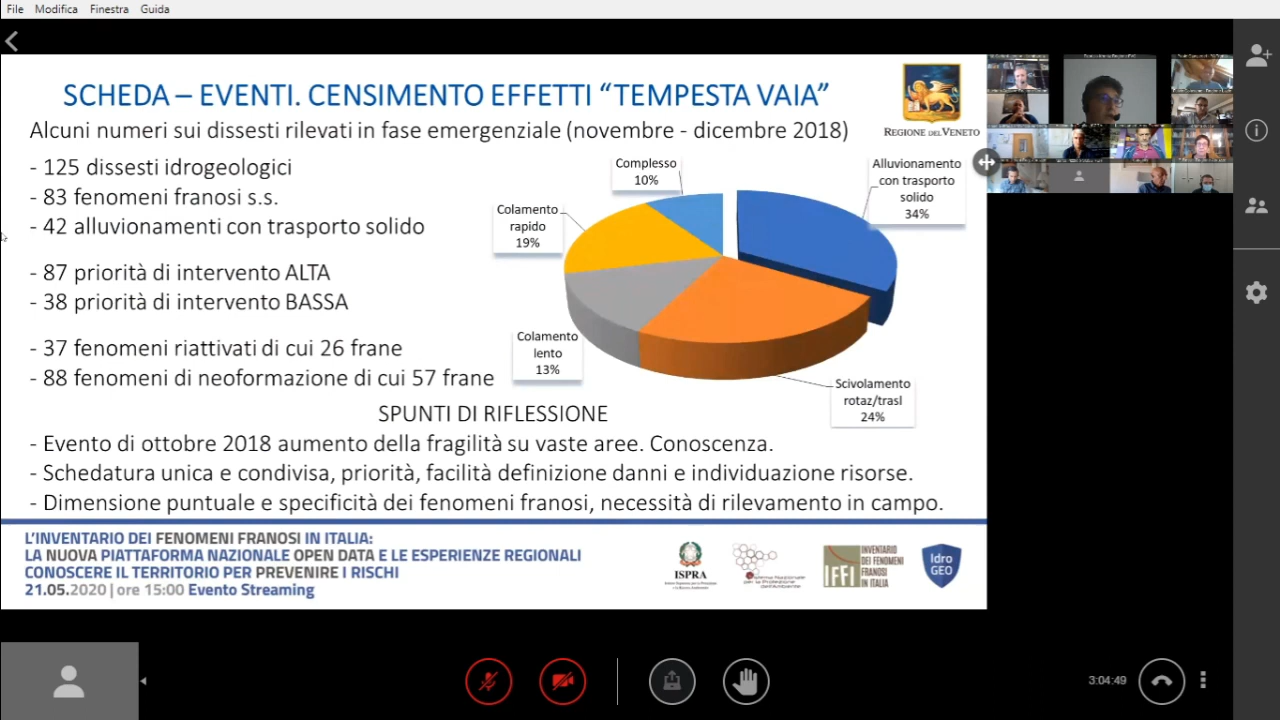 File Modifica Finestra Guida
SCHEDA – EVENTI. CENSIMENTO EFFETTI “TEMPESTA VAIA”
REGIONE DEL VENETO
Alcuni numeri sui dissesti rilevati in fase emergenziale (novembre - dicembre 2018)
- 125 dissesti idrogeologici
- 83 fenomeni franosi s.s.
- 42 alluvionamenti con trasporto solido
- 87 priorità di intervento ALTA
- 38 priorità di intervento BASSA
- 37 fenomeni riattivati di cui 26 frane
- 88 fenomeni di neoformazione di cui 57 frane
Complesso
10%
Alluvionamento
con trasporto
solido
34%
Colamento
rapido
19%
Colamento
lento
13%
Scivolamento
rotaz/trasl
24%
SPUNTI DI RIFLESSIONE
- Evento di ottobre 2018 aumento della fragilità su vaste aree. Conoscenza.
- Schedatura unica e condivisa, priorità, facilità definizione danni e individuazione risorse.
- Dimensione puntuale e specificità dei fenomeni franosi, necessità di rilevamento in campo.
L’INVENTARIO DEI FENOMENI FRANOSI IN ITALIA:
LA NUOVA PIATTAFORMA NAZIONALE OPEN DATA E LE ESPERIENZE REGIONALI
CONOSCERE IL TERRITORIO PER PREVENIRE I RISCHI
21.05.2020 | ore 15:00 Evento Streaming
ISPRA
IFFI
INVENTARIO
DEI FENOMENI
FRANOSI
IN ITALIA
Idro
GEO
3:04:49